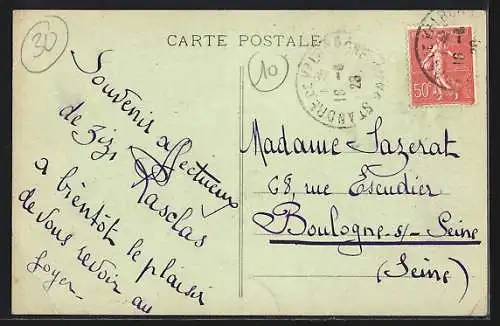 30
CARTE POSTALE
10
50c
Souvenir affectueux
de Ziz,
Rasclas
a bientôt le plaisir
de vous revoir au
foyer-
Madame Lazerat
68, rue Escudier
Boulogne-s/-Seine
(Seine)